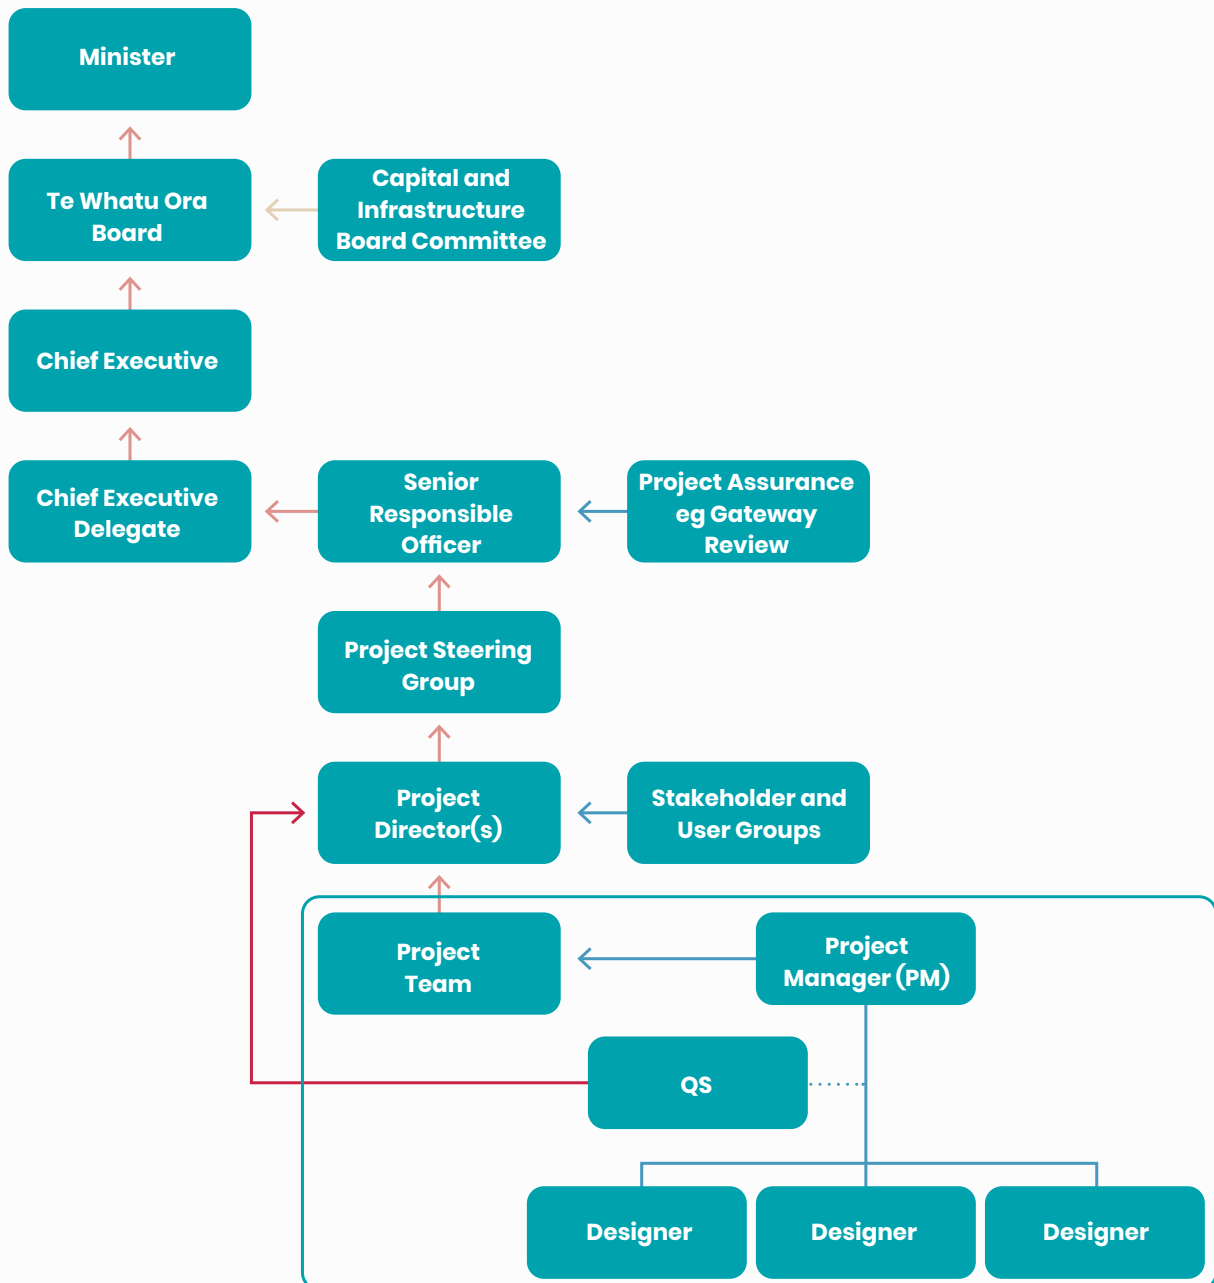 Minister
Te Whatu Ora
Board
Capital and
Infrastructure
Board Committee
Chief Executive
Chief Executive
Delegate
Senior
Responsible
Officer
Project Assurance
eg Gateway
Review
Project Steering
Group
Project
Director(s)
Stakeholder and
User Groups
Project
Team
Project
Manager (PM)
QS
Designer
Designer
Designer